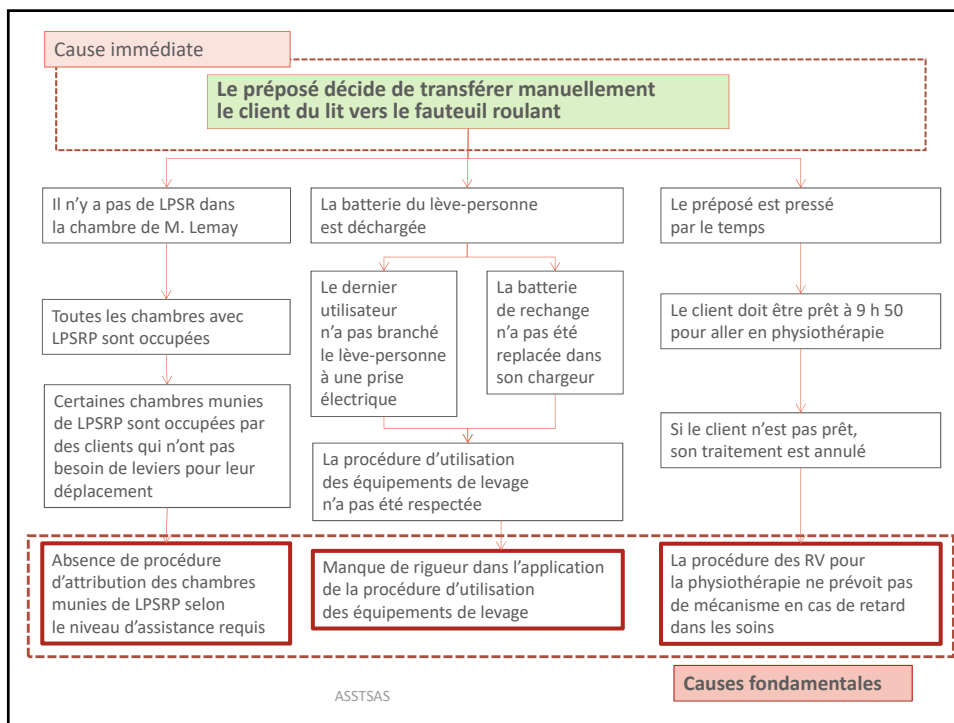 Cause immédiate
Le préposé décide de transférer manuellement
le client du lit vers le fauteuil roulant
Il n'y a pas de LPSR dans
la chambre de M. Lemay
Toutes les chambres avec
LPSRP sont occupées
Certaines chambres munies
de LPSRP sont occupées par
des clients qui n'ont pas
besoin de leviers pour leur
déplacement
Absence de procédure
d'attribution des chambres
munies de LPSRP selon
le niveau d'assistance requis
La batterie du lève-personne
est déchargée
Le dernier
utilisateur
n'a pas branché
le lève-personne
à une prise
électrique
La batterie
de rechange
n'a pas été
replacée dans
son chargeur
La procédure d'utilisation
des équipements de levage
n'a pas été respectée
Manque de rigueur dans l'application
de la procédure d'utilisation
des équipements de levage
Le préposé est pressé
par le temps
Le client doit être prêt à 9 h 50
pour aller en physiothérapie
Si le client n'est pas prêt,
son traitement est annulé
La procédure des RV pour
la physiothérapie ne prévoit pas
de mécanisme en cas de retard
dans les soins
Causes fondamentales
ASSTSAS